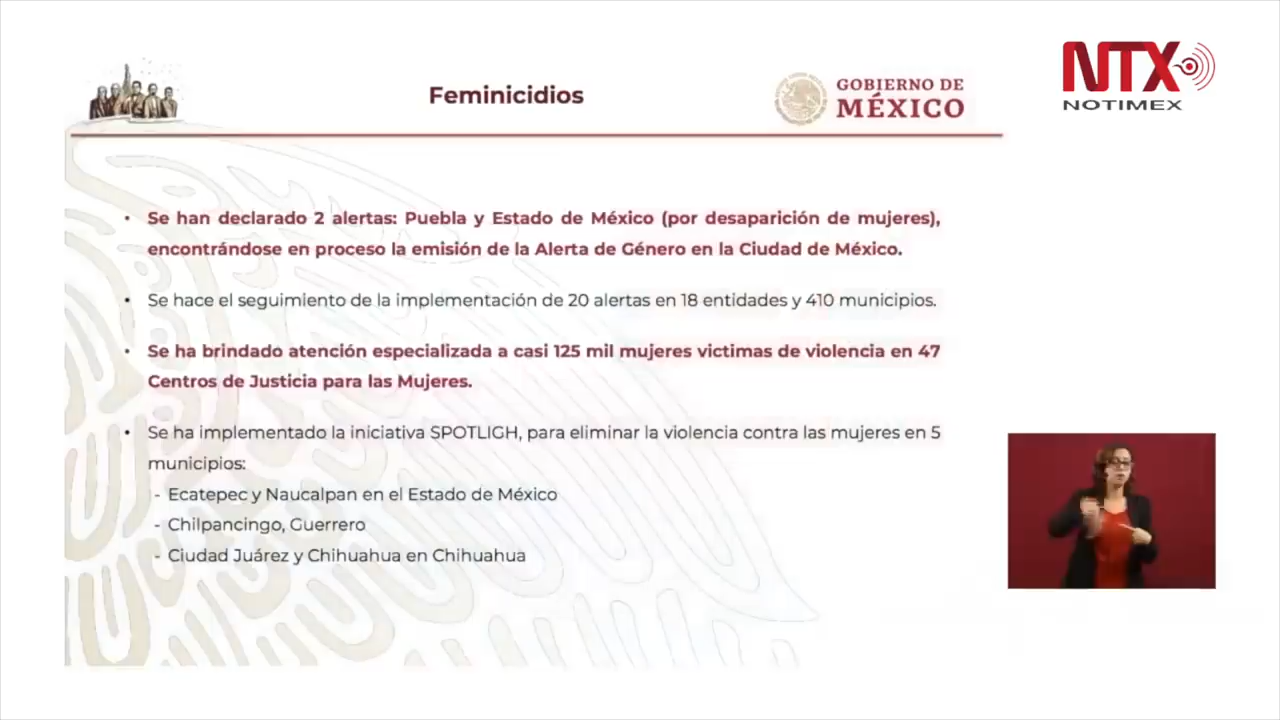 Feminicidios
GOBIERNO DE
MÉXICO
NTX
NOTIMEX
• Se han declarado 2 alertas: Puebla y Estado de México (por desaparición de mujeres),
encontrándose en proceso la emisión de la Alerta de Género en la Ciudad de México.
• Se hace el seguimiento de la implementación de 20 alertas en 18 entidades y 410 municipios.
• Se ha brindado atención especializada a casi 125 mil mujeres victimas de violencia en 47
Centros de Justicia para las Mujeres.
• Se ha implementado la iniciativa SPOTLIGH, para eliminar la violencia contra las mujeres en 5
municipios:
- Ecatepec y Naucalpan en el Estado de México
- Chilpancingo, Guerrero
- Ciudad Juárez y Chihuahua en Chihuahua